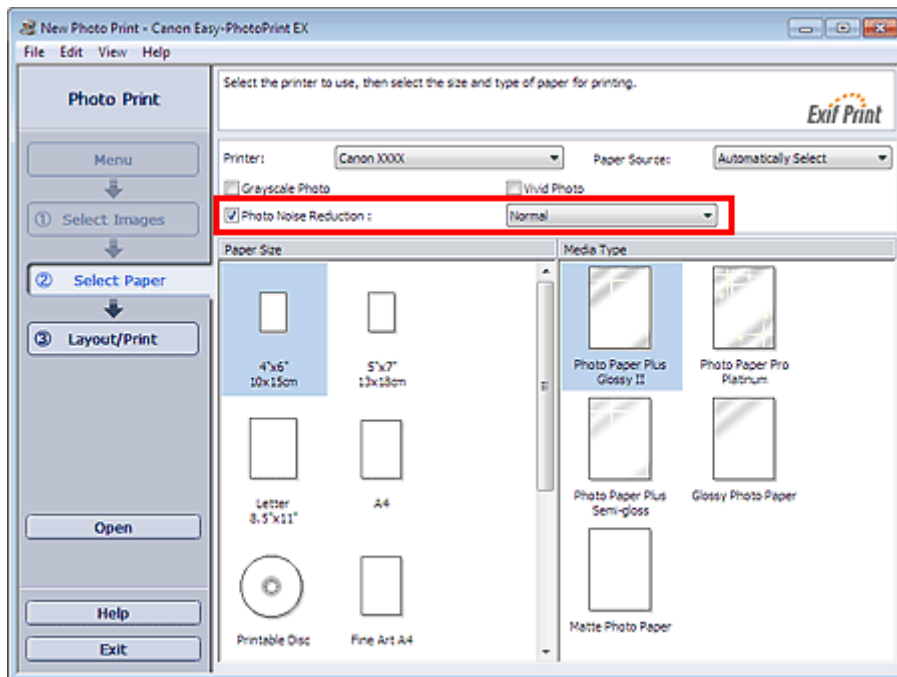 New Photo Print - Canon Easy-PhotoPrint EX
File Edit View Help
Photo Print
Select the printer to use, then select the size and type of paper for printing.
Exif Print
Menu
① Select Images
② Select Paper
③ Layout/Print
Open
Help
Exit
Printer: Canon XXXX Paper Source: Automatically Select
Grayscale Photo Vivid Photo
Photo Noise Reduction : Normal
Paper Size
4"x6"
10x15cm
5"x7"
13x18cm
Letter
8.5"x11"
A4
Printable Disc
Fine Art A4
Media Type
Photo Paper Plus
Glossy II
Photo Paper Pro
Platinum
Photo Paper Plus
Semi-gloss
Glossy Photo Paper
Matte Photo Paper